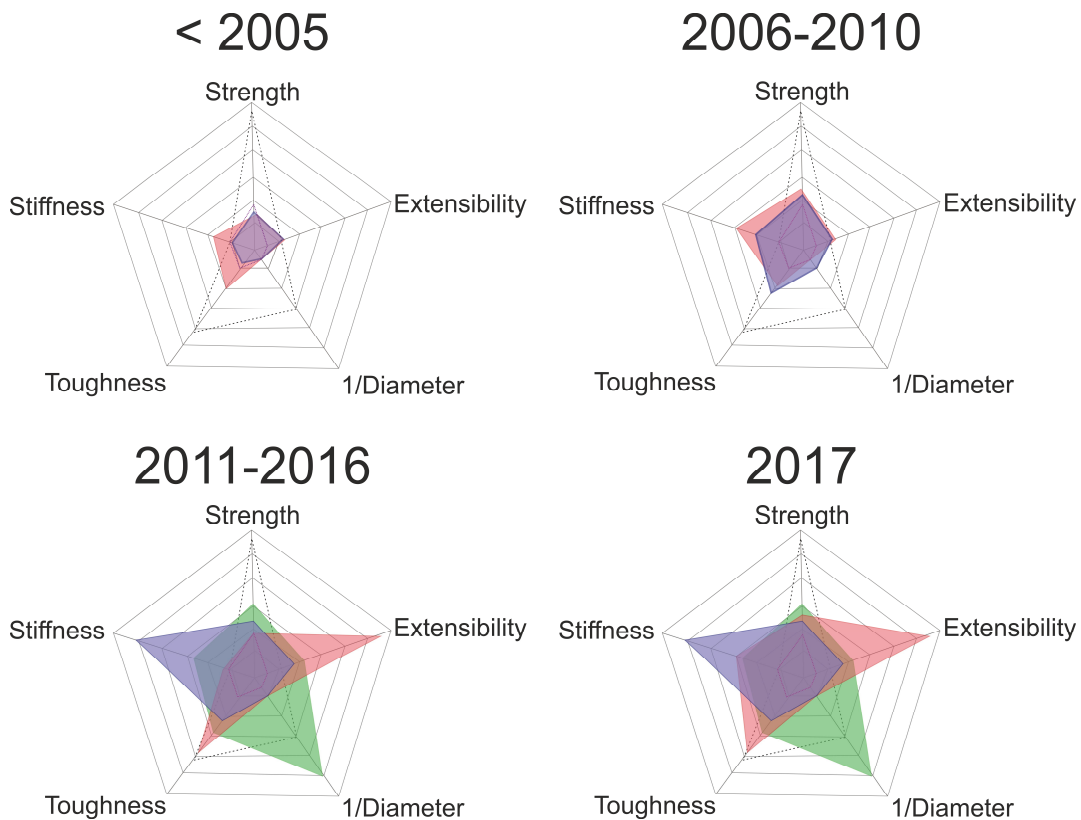 < 2005
2006-2010
Strength
Strength
Stiffness
Extensibility
Stiffness
Extensibility
Toughness
1/Diameter
Toughness
1/Diameter
2011-2016
2017
Strength
Strength
Stiffness
Extensibility
Stiffness
Extensibility
Toughness
1/Diameter
Toughness
1/Diameter